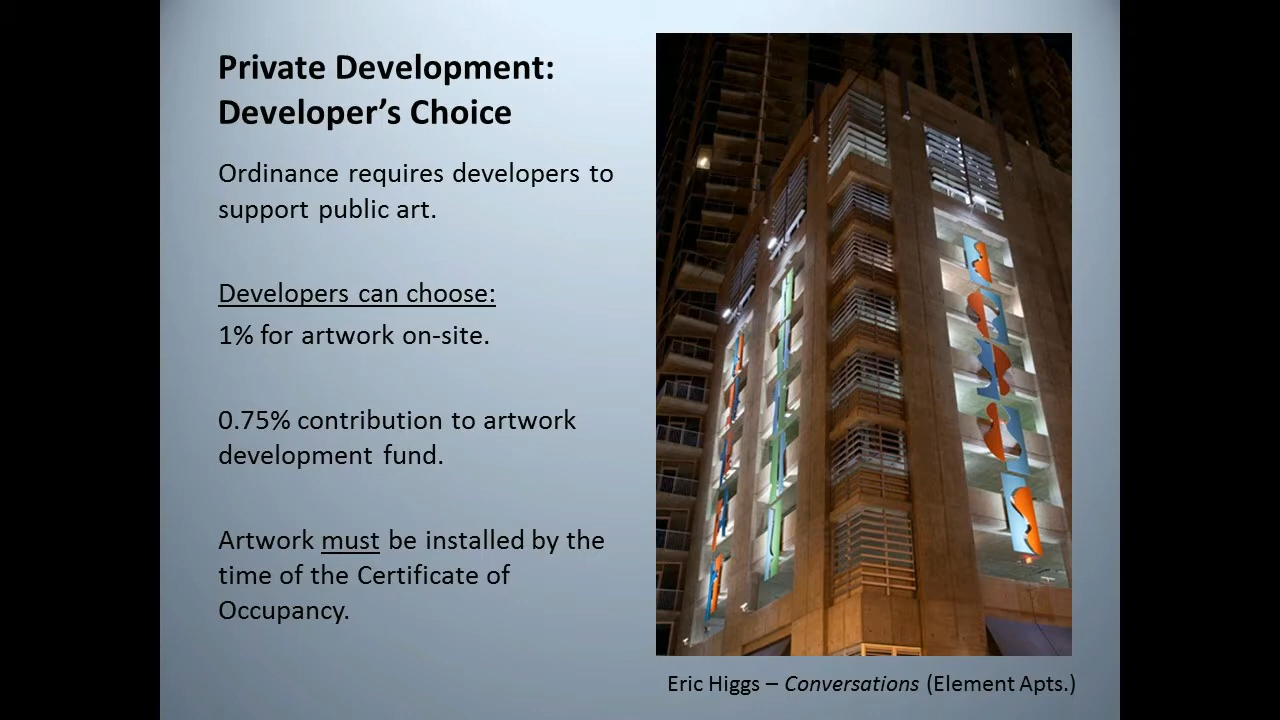 Private Development:
Developer’s Choice
Ordinance requires developers to
support public art.
Developers can choose:
1% for artwork on-site.
0.75% contribution to artwork
development fund.
Artwork must be installed by the
time of the Certificate of
Occupancy.
Eric Higgs – Conversations (Element Apts.)